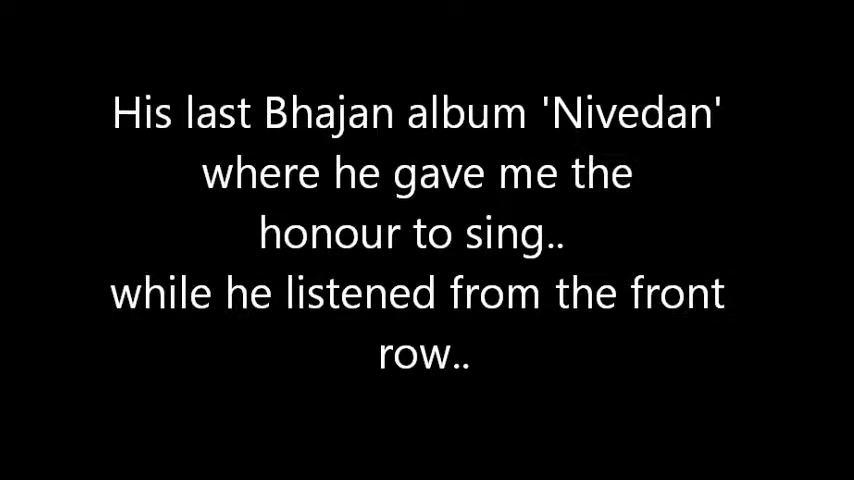 His last Bhajan album 'Nivedan'
where he gave me the
honour to sing..
while he listened from the front
row..